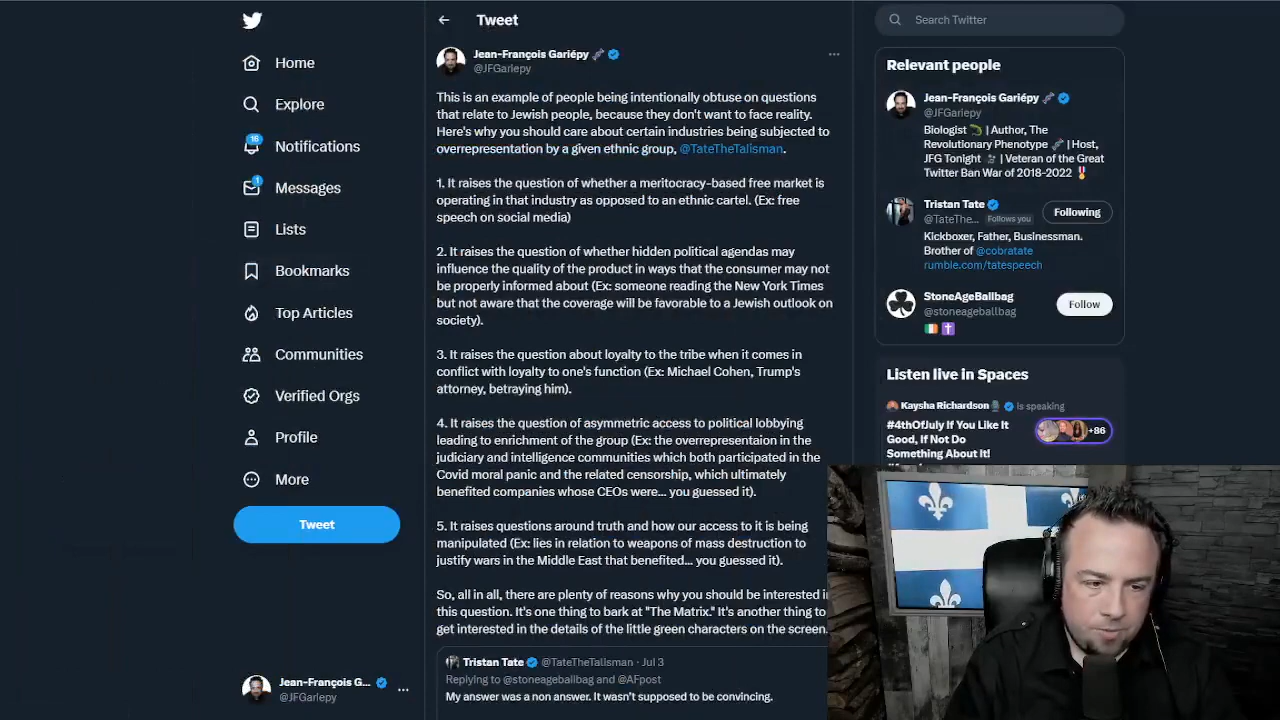 Tweet
Search Twitter
Home
Explore
16
Notifications
1
Messages
Lists
Bookmarks
Top Articles
Communities
Verified Orgs
Profile
More
Tweet
Jean-François G...
@JFGarlepy
Jean-François Gariépy
@JFGarlepy
This is an example of people being intentionally obtuse on questions
that relate to Jewish people, because they don't want to face reality.
Here's why you should care about certain industries being subjected to
overrepresentation by a given ethnic group, @TateTheTalisman.
1. It raises the question of whether a meritocracy-based free market is
operating in that industry as opposed to an ethnic cartel. (Ex: free
speech on social media)
2. It raises the question of whether hidden political agendas may
influence the quality of the product in ways that the consumer may not
be properly informed about (Ex: someone reading the New York Times
but not aware that the coverage will be favorable to a Jewish outlook on
society).
3. It raises the question about loyalty to the tribe when it comes in
conflict with loyalty to one's function (Ex: Michael Cohen, Trump's
attorney, betraying him).
4. It raises the question of asymmetric access to political lobbying
leading to enrichment of the group (Ex: the overrepresentaion in the
judiciary and intelligence communities which both participated in the
Covid moral panic and the related censorship, which ultimately
benefited companies whose CEOs were... you guessed it).
5. It raises questions around truth and how our access to it is being
manipulated (Ex: lies in relation to weapons of mass destruction to
justify wars in the Middle East that benefited... you guessed it).
So, all in all, there are plenty of reasons why you should be interested
this question. It's one thing to bark at "The Matrix." It's another thing to
get interested in the details of the little green characters on the screen.
Tristan Tate @TateTheTalisman · Jul 3
Replying to @stoneageballbag and @AFpost
My answer was a non answer. It wasn't supposed to be convincing.
Relevant people
Jean-François Gariépy
@JFGarlepy
Biologist | Author, The
Revolutionary Phenotype | Host,
JFG Tonight | Veteran of the Great
Twitter Ban War of 2018-2022
Tristan Tate
@TateThe... Follows you
Following
Kickboxer, Father, Businessman.
Brother of @cobratate
rumble.com/tatespeech
StoneAgeBallbag
@stoneageballbag
Follow
Listen live in Spaces
Kaysha Richardson is speaking
#4thOfJuly If You Like It
Good, If Not Do
Something About It!
+86